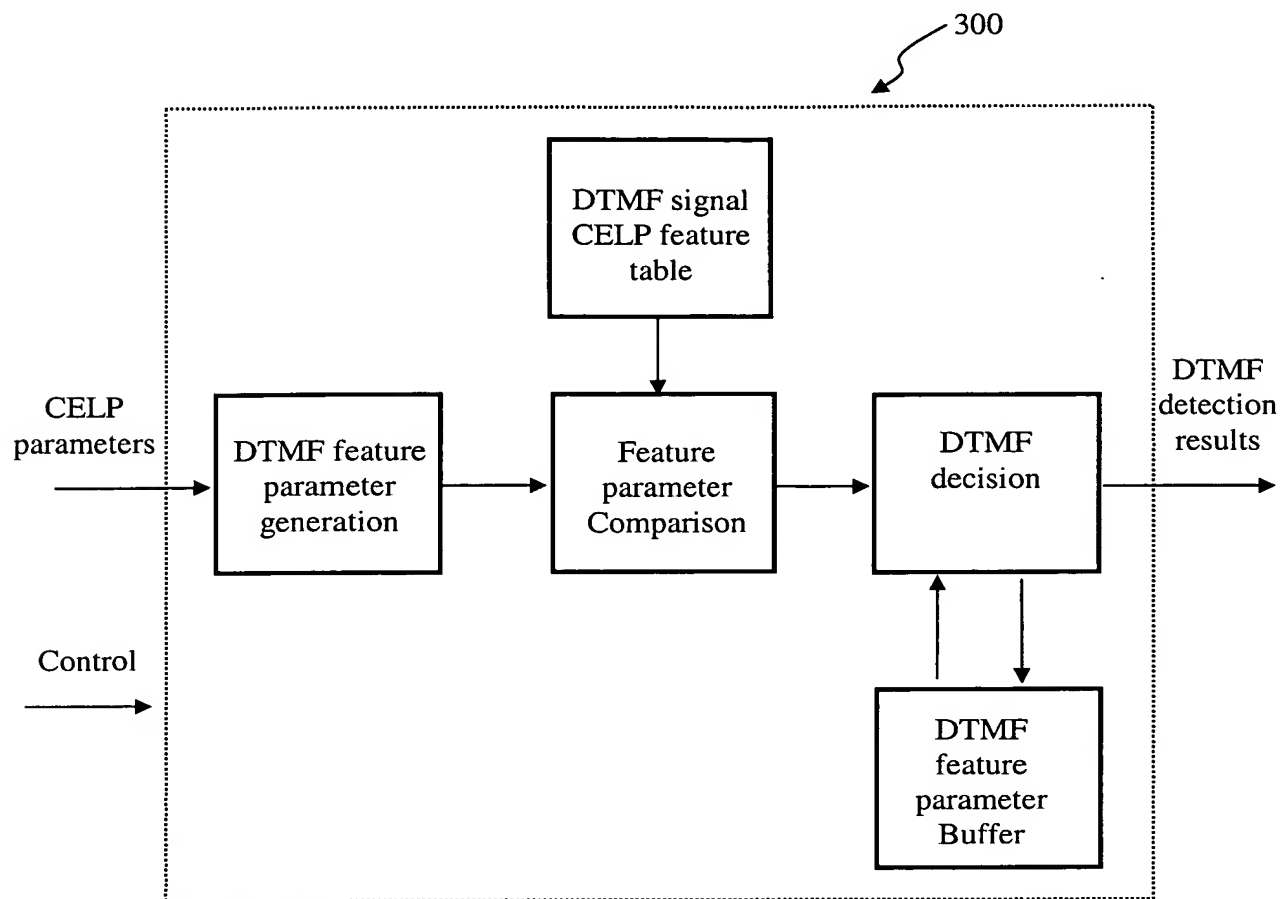 300
DTMF signal
CELP feature
table
CELP
parameters
DTMF feature
parameter
generation
Feature
parameter
Comparison
DTMF
decision
DTMF
detection
results
Control
DTMF
feature
parameter
Buffer